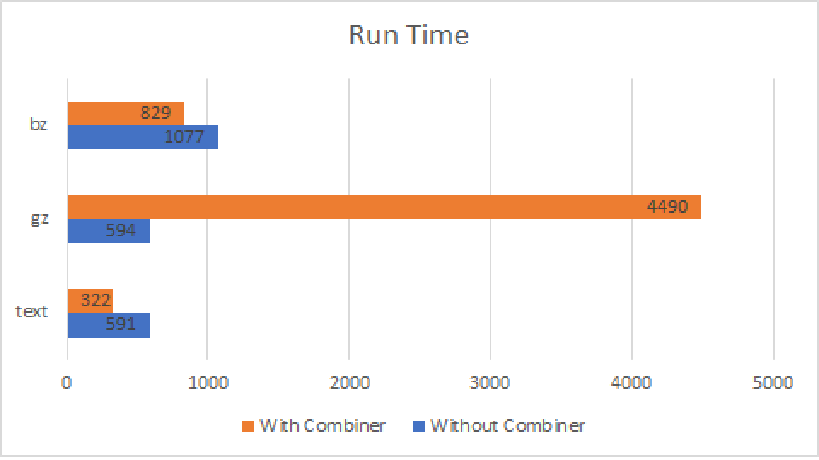 Run Time
bz
829
1077
gz
4490
594
text
322
591
0 1000 2000 3000 4000 5000
With Combiner Without Combiner